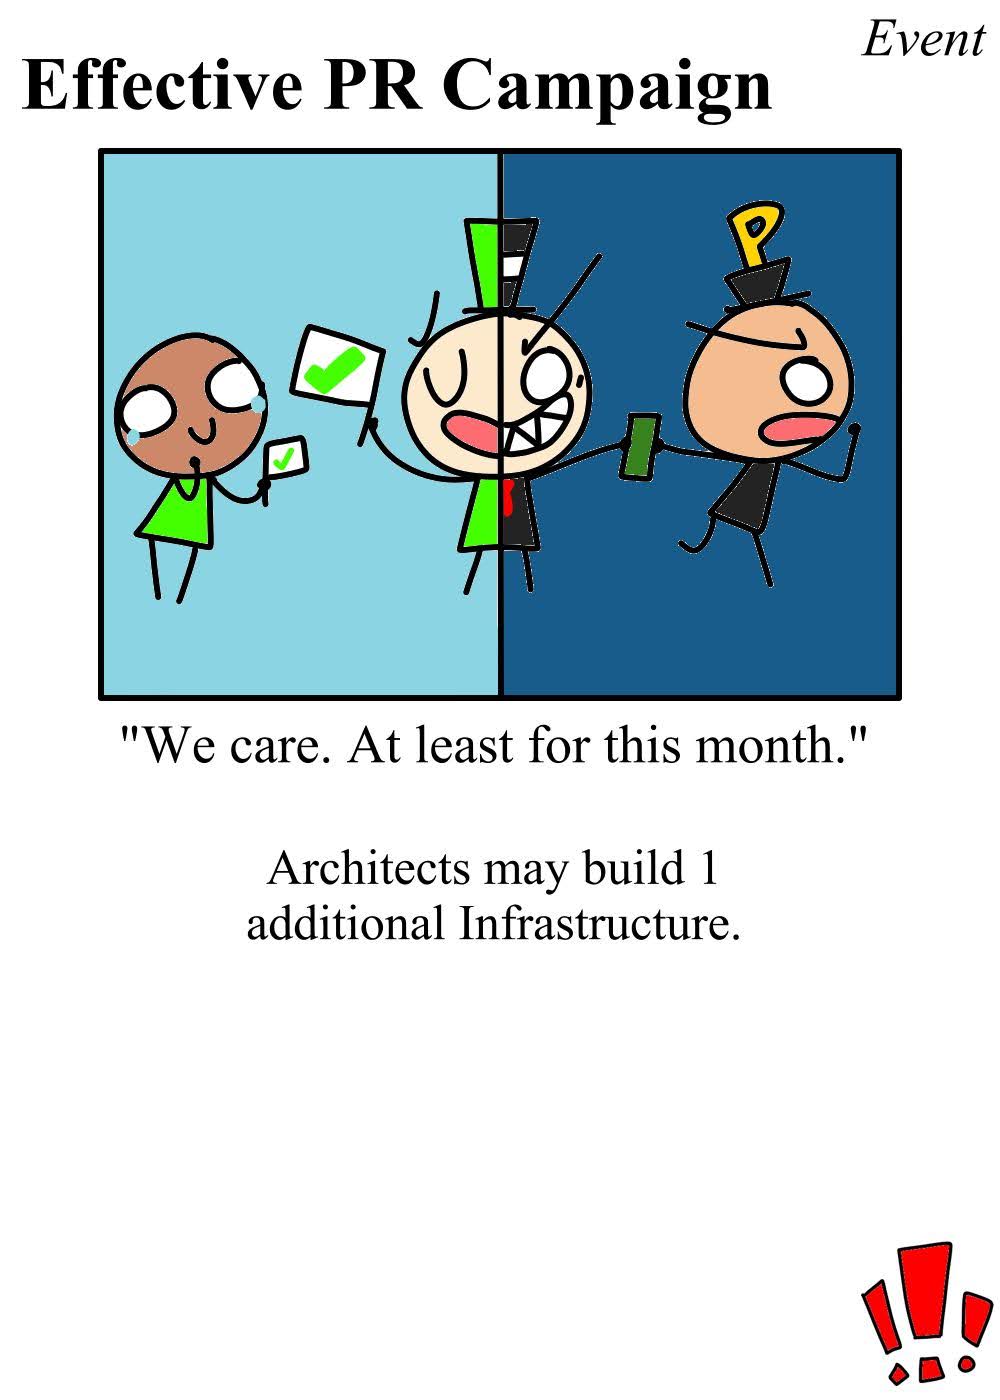 Event
Effective PR Campaign
P
"We care. At least for this month."
Architects may build 1
additional Infrastructure.